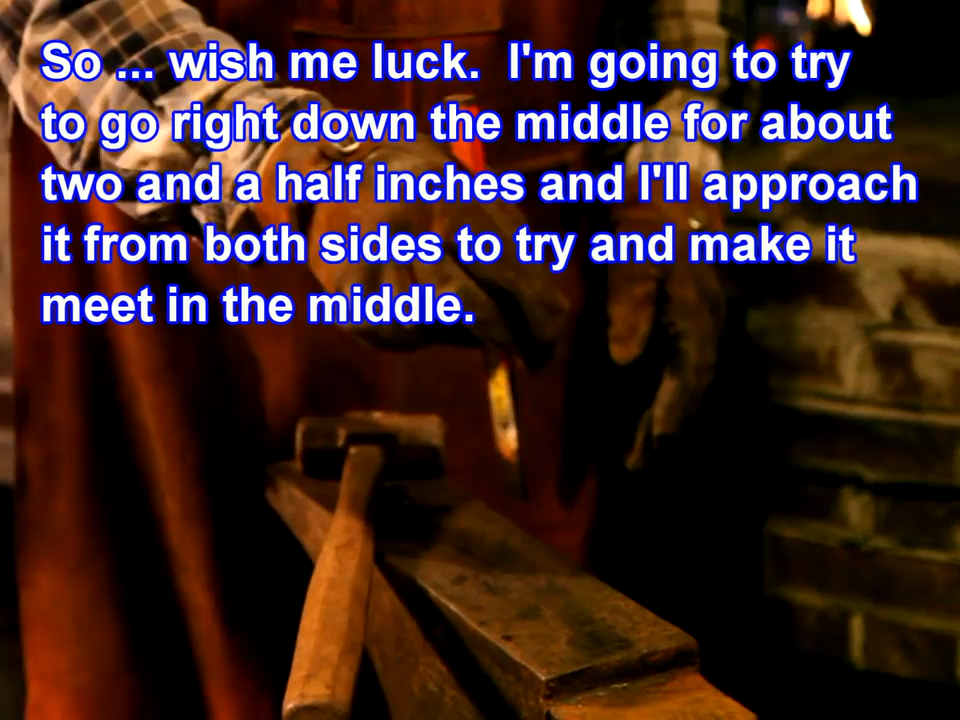 So ... wish me luck.  I'm going to try
to go right down the middle for about
two and a half inches and I'll approach
it from both sides to try and make it
meet in the middle.